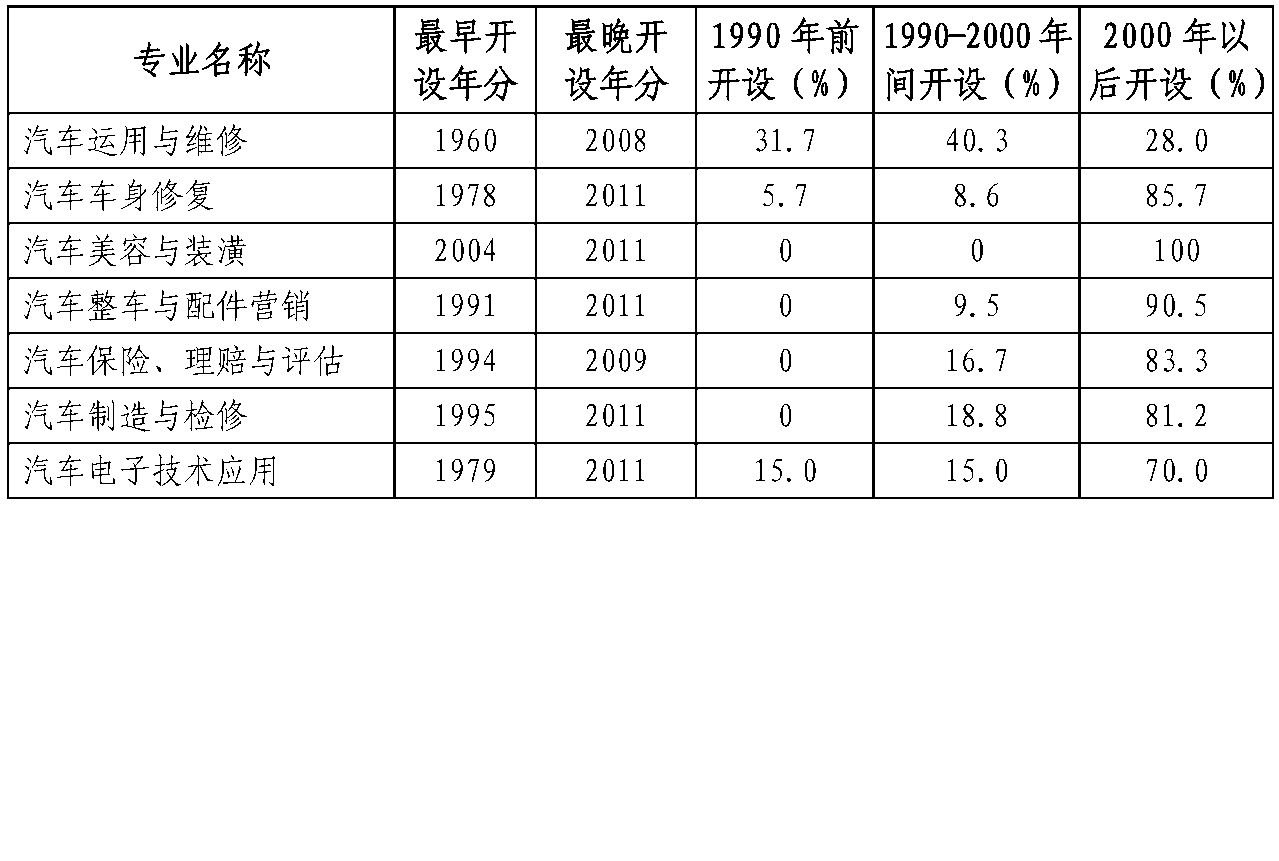 专业名称 最早开设年分 最晚开设年分 1990年前开设（%） 1990-2000年间开设（%） 2000年以后开设（%）
汽车运用与维修 1960 2008 31.7 40.3 28.0
汽车车身修复 1978 2011 5.7 8.6 85.7
汽车美容与装潢 2004 2011 0 0 100
汽车整车与配件营销 1991 2011 0 9.5 90.5
汽车保险、理赔与评估 1994 2009 0 16.7 83.3
汽车制造与检修 1995 2011 0 18.8 81.2
汽车电子技术应用 1979 2011 15.0 15.0 70.0